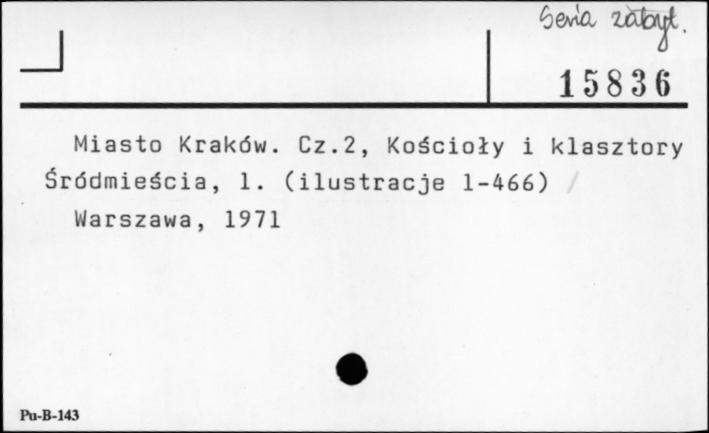 Seria zabyt.
15836
Miasto Kraków. Cz.2, Kościoły i klasztory
Śródmieścia, 1. (ilustracje 1-466) /
Warszawa, 1971
Pu-B-143